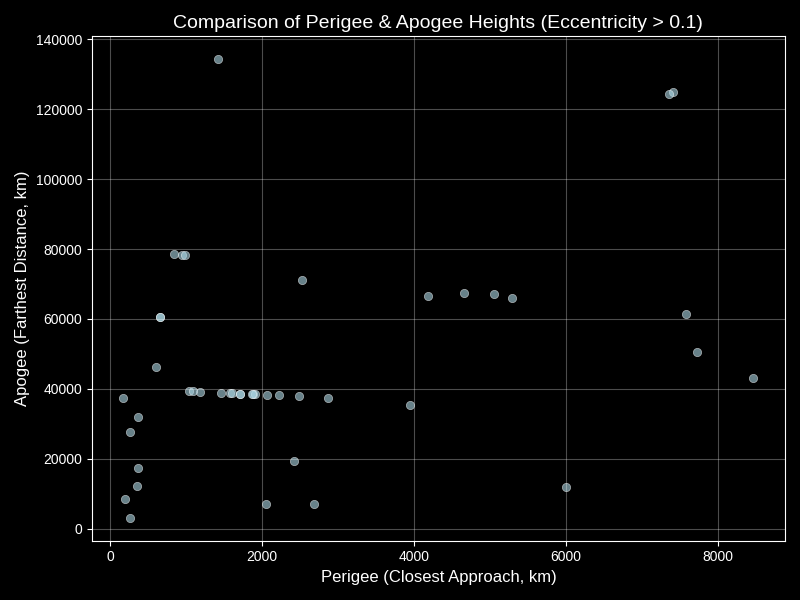 Comparison of Perigee & Apogee Heights (Eccentricity > 0.1)
Apogee (Farthest Distance, km)
140000
120000
100000
80000
60000
40000
20000
0
0 2000 4000 6000 8000
Perigee (Closest Approach, km)